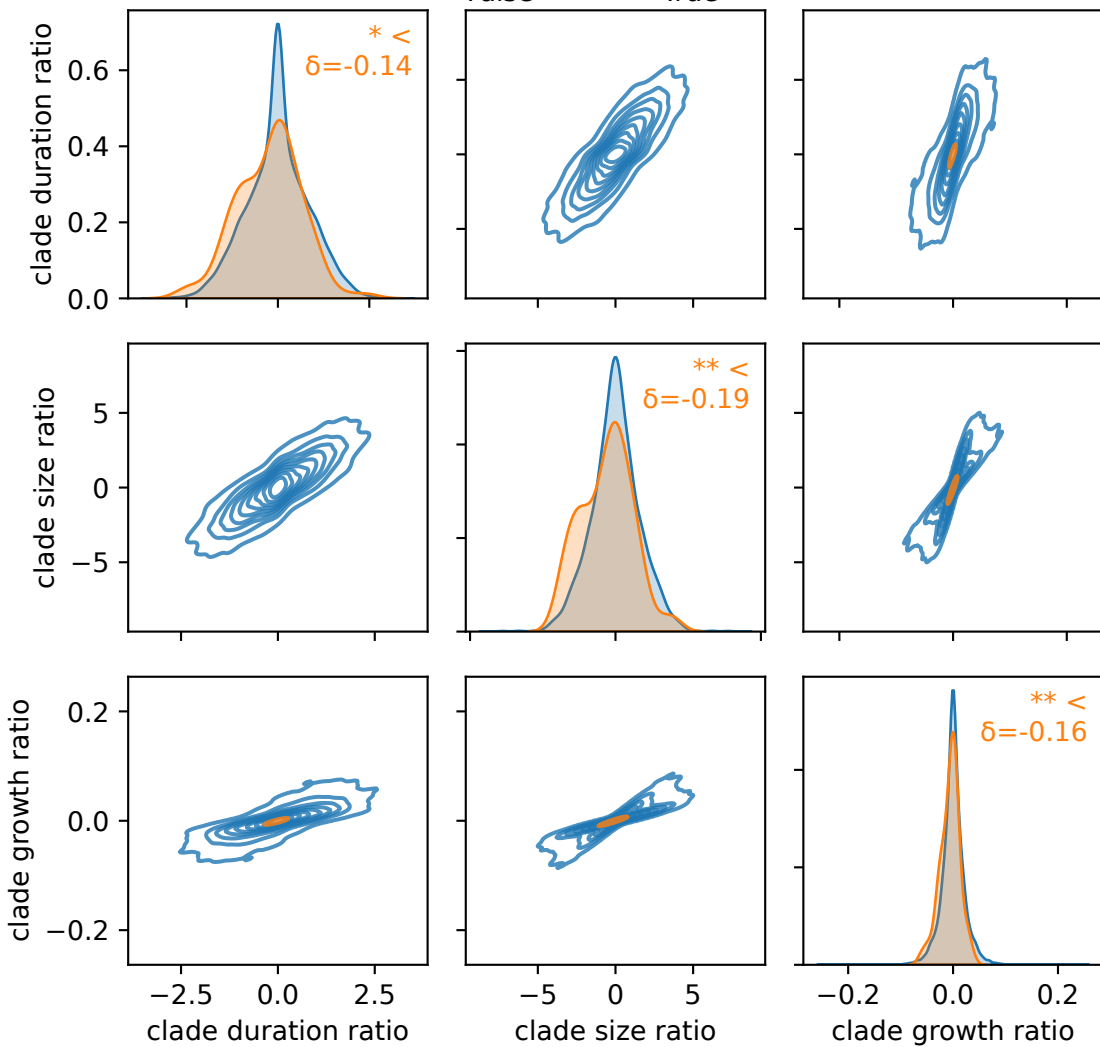 clade duration ratio
0.6
0.4
0.2
0.0
* <
δ=-0.14
clade size ratio
5
0
−5
** <
δ=-0.19
clade growth ratio
0.2
0.0
−0.2
** <
δ=-0.16
−2.5 0.0 2.5
−5 0 5
−0.2 0.0 0.2
clade duration ratio
clade size ratio
clade growth ratio